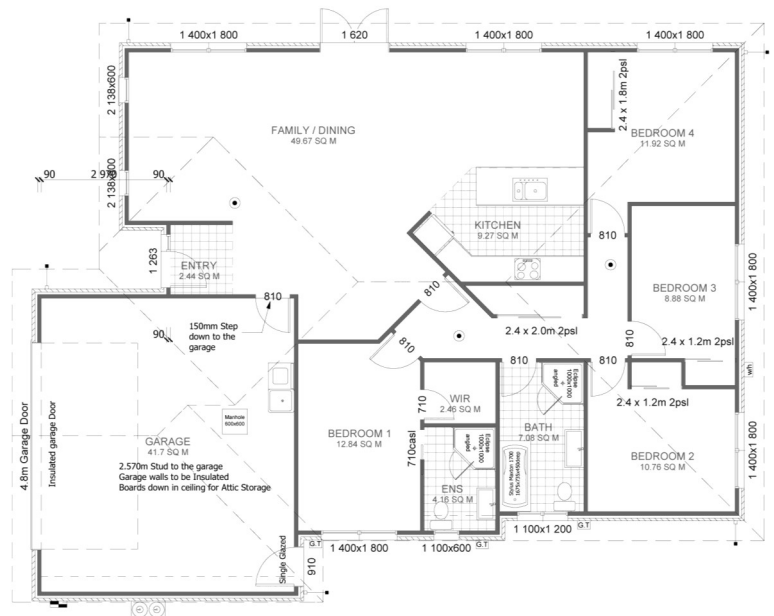 1 400x1 800
1 620
1 400x1 800
1 400x1 800
2 138x600
2.4 x 1.8m 2psl
FAMILY / DINING
49.67 SQ M
BEDROOM 4
11.92 SQ M
90
90
KITCHEN
9.27 SQ M
810
1 263
ENTRY
2.44 SQ M
1 400x1 800
BEDROOM 3
8.88 SQ M
810
810
150mm Step
down to the
garage
90
2.4 x 2.0m 2psl
810
2.4 x 1.2m 2psl
810
810
810
w/h
Eclipse
1000x1000
angled
2.4 x 1.2m 2psl
4.8m Garage Door
Insulated garage Door
Manhole
600x600
710
WIR
2.46 SQ M
BATH
7.08 SQ M
GARAGE
41.7 SQ M
BEDROOM 1
12.84 SQ M
710casl
Eclipse
1000x1000
angled
BEDROOM 2
10.76 SQ M
1 400x1 800
2.570m Stud to the garage
Garage walls to be Insulated
Boards down in ceiling for Attic Storage
ENS
4.16 SQ M
1 100x1 200
G.T
Single Glazed
910
1 400x1 800
G.T
1 100x600
G.T